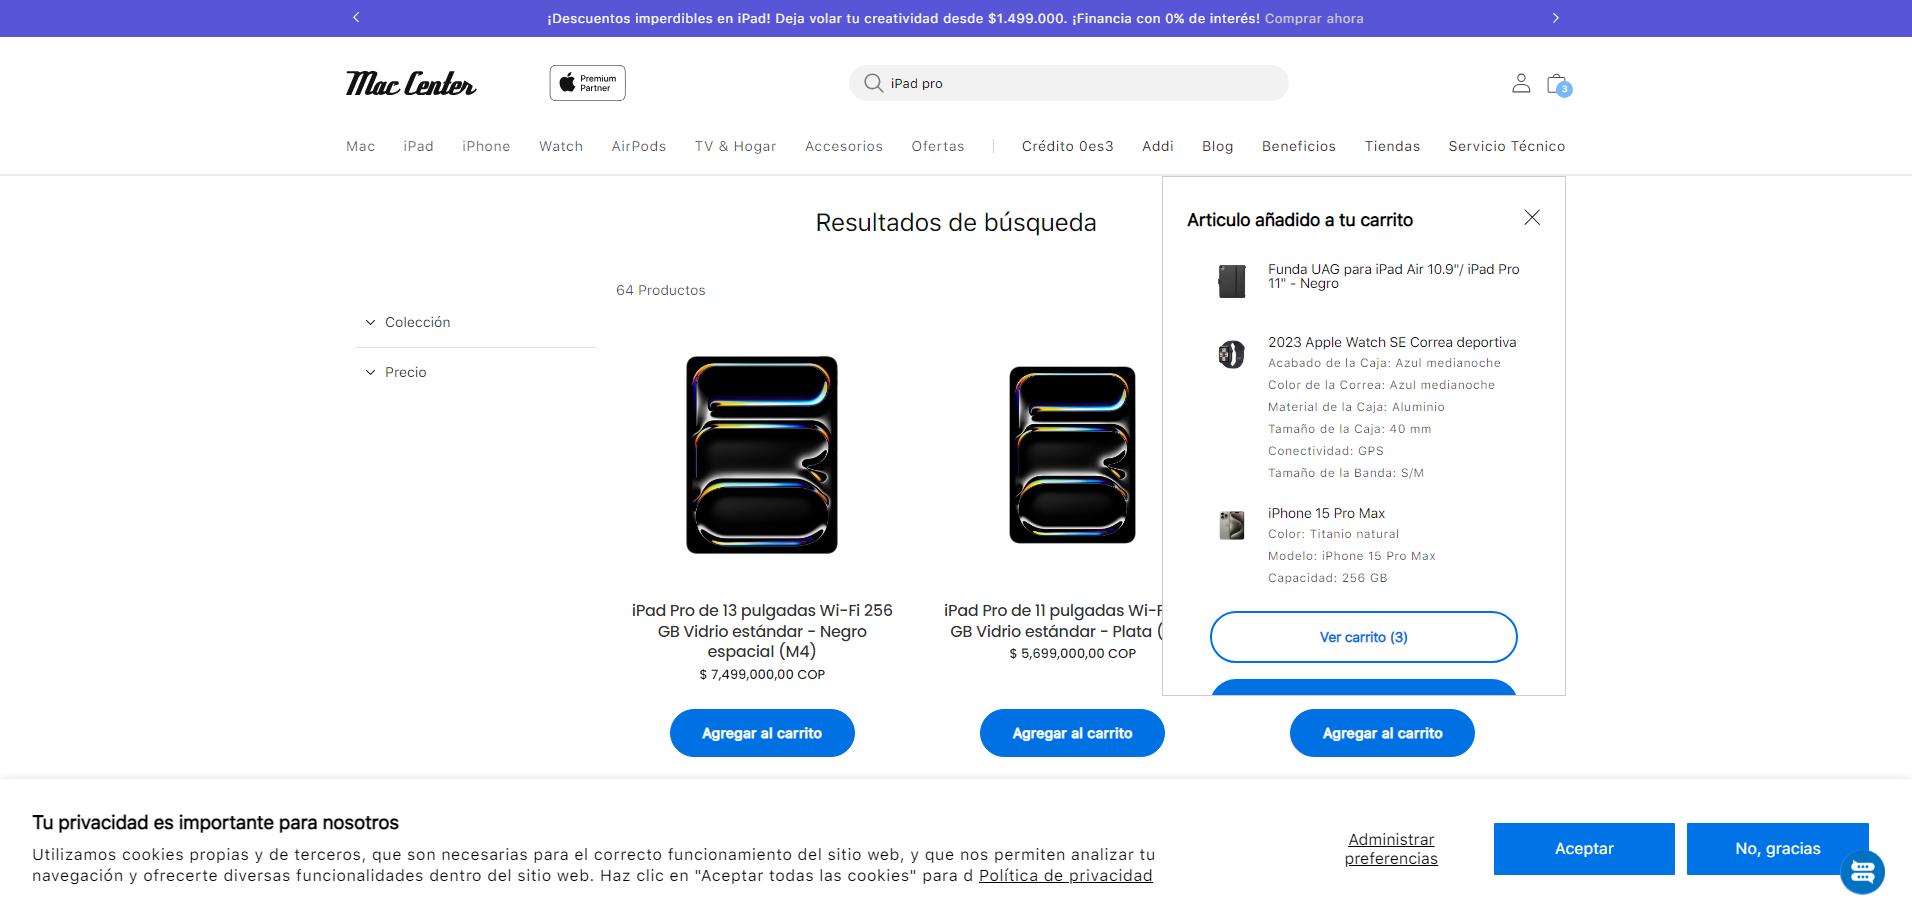 ¡Descuentos imperdibles en iPad! Deja volar tu creatividad desde $1.499.000. ¡Financia con 0% de interés! Comprar ahora
Mac Center
Premium
Partner
iPad pro
3
Mac iPad iPhone Watch AirPods TV & Hogar Accesorios Ofertas Crédito 0es3 Addi Blog Beneficios Tiendas Servicio Técnico
Resultados de búsqueda
64 Productos
Colección
Precio
iPad Pro de 13 pulgadas Wi-Fi 256
GB Vidrio estándar - Negro
espacial (M4)
$ 7,499,000,00 COP
Agregar al carrito
iPad Pro de 11 pulgadas Wi-F
GB Vidrio estándar - Plata (
$ 5,699,000,00 COP
Agregar al carrito
Agregar al carrito
Articulo añadido a tu carrito
Funda UAG para iPad Air 10.9"/ iPad Pro
11" - Negro
2023 Apple Watch SE Correa deportiva
Acabado de la Caja: Azul medianoche
Color de la Correa: Azul medianoche
Material de la Caja: Aluminio
Tamaño de la Caja: 40 mm
Conectividad: GPS
Tamaño de la Banda: S/M
iPhone 15 Pro Max
Color: Titanio natural
Modelo: iPhone 15 Pro Max
Capacidad: 256 GB
Ver carrito (3)
Tu privacidad es importante para nosotros
Utilizamos cookies propias y de terceros, que son necesarias para el correcto funcionamiento del sitio web, y que nos permiten analizar tu
navegación y ofrecerte diversas funcionalidades dentro del sitio web. Haz clic en "Aceptar todas las cookies" para d Política de privacidad
Administrar
preferencias
Aceptar
No, gracias